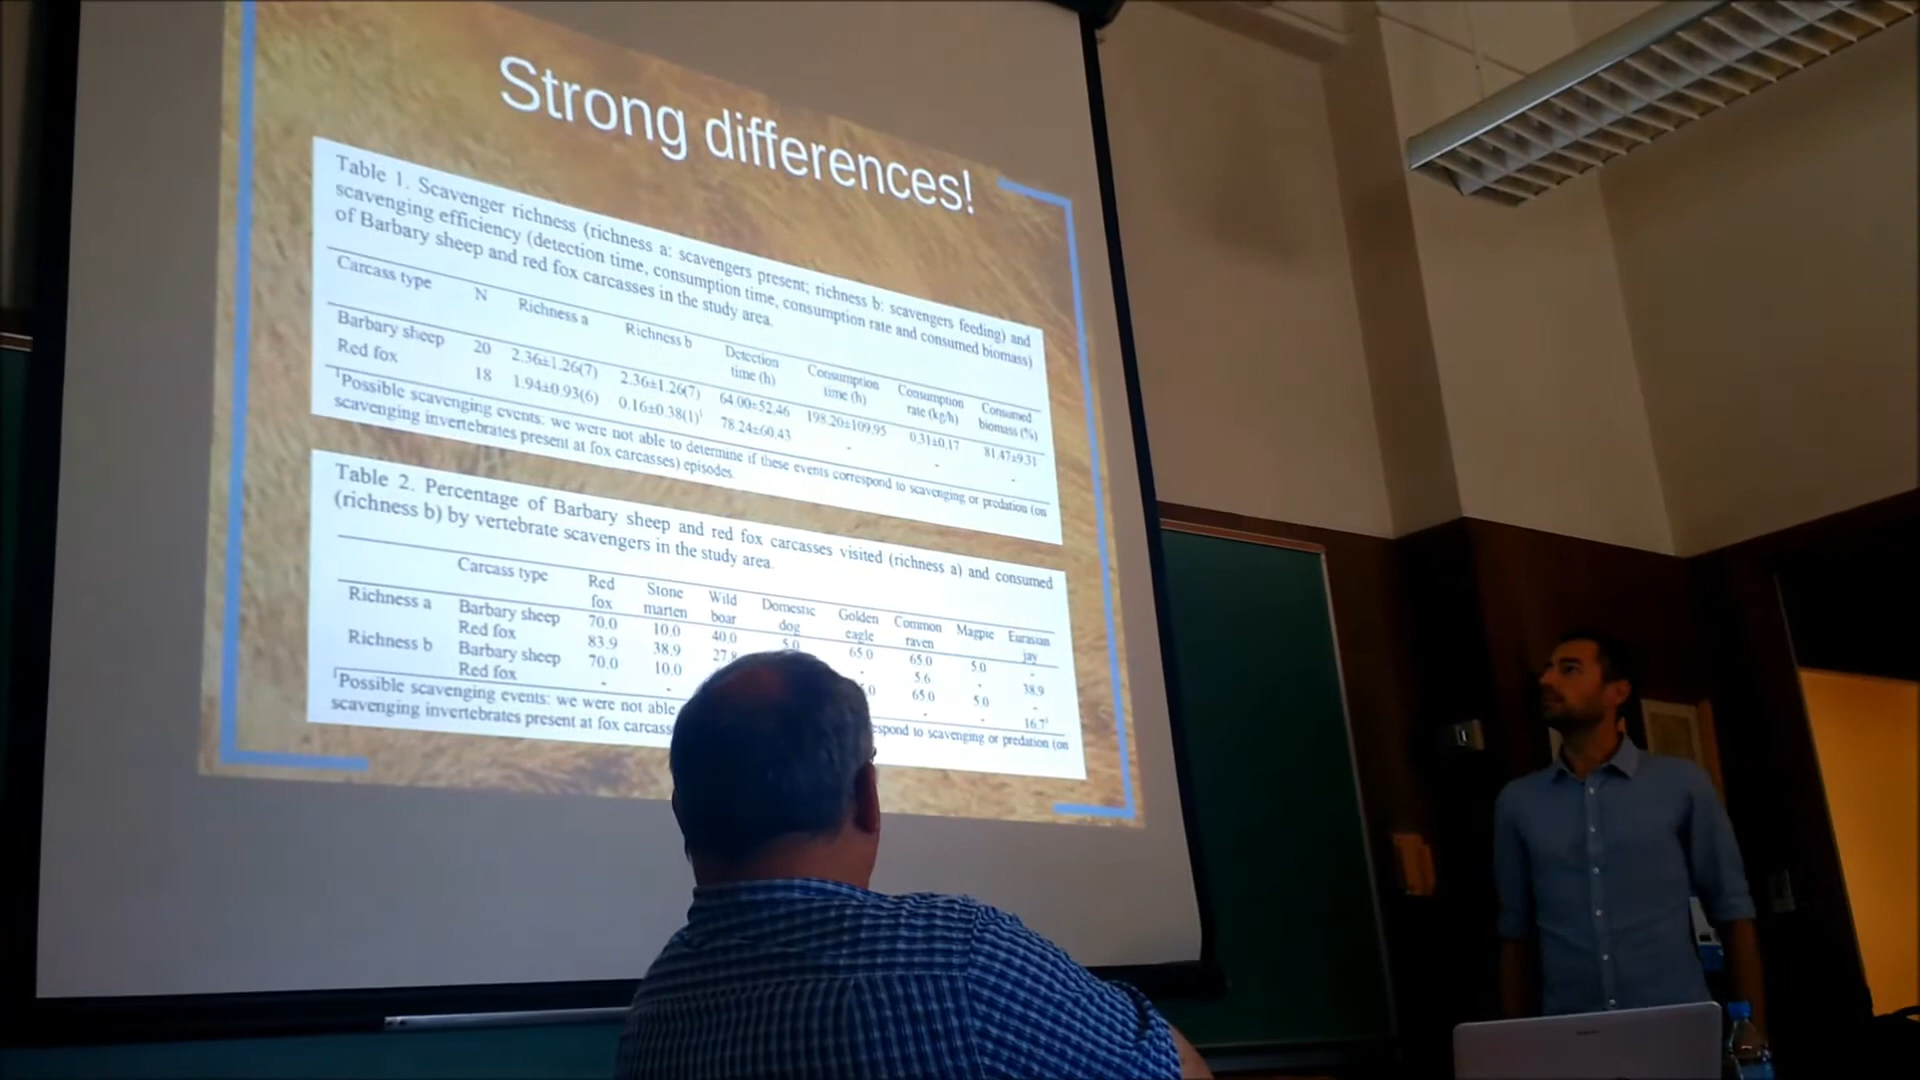 Strong differences!
Table 1. Scavenger richness (richness a: scavengers present; richness b: scavengers feeding) and
scavenging efficiency (detection time, consumption time, consumption rate and consumed biomass)
of Barbary sheep and red fox carcasses in the study area.
Carcass type N Richness a Richness b Detection time (h) Consumption time (h) Consumption rate (kg/h) Consumed biomass (%)
Barbary sheep 20 2.36±1.26(7) 2.36±1.26(7) 64.00±52.46 198.20±109.95 0.31±0.17 81.47±9.31
Red fox 18 1.94±0.93(6) 0.16±0.38(1)¹ 78.24±60.43 - - -
¹Possible scavenging events: we were not able to determine if these events correspond to scavenging or predation (on
scavenging invertebrates present at fox carcasses) episodes.
Table 2. Percentage of Barbary sheep and red fox carcasses visited (richness a) and consumed
(richness b) by vertebrate scavengers in the study area.
Carcass type Red fox Stone marten Wild boar Domestic dog Golden eagle Common raven Magpie Eurasian jay
Richness a Barbary sheep 70.0 10.0 40.0 5.0 65.0 65.0 5.0 -
Red fox 83.9 38.9 - 5.6 - 38.9
Richness b Barbary sheep 70.0 10.0 65.0 5.0 -
Red fox - - - - 16.7¹
¹Possible scavenging events: we were not able
scavenging invertebrates present at fox to scavenging or predation (on